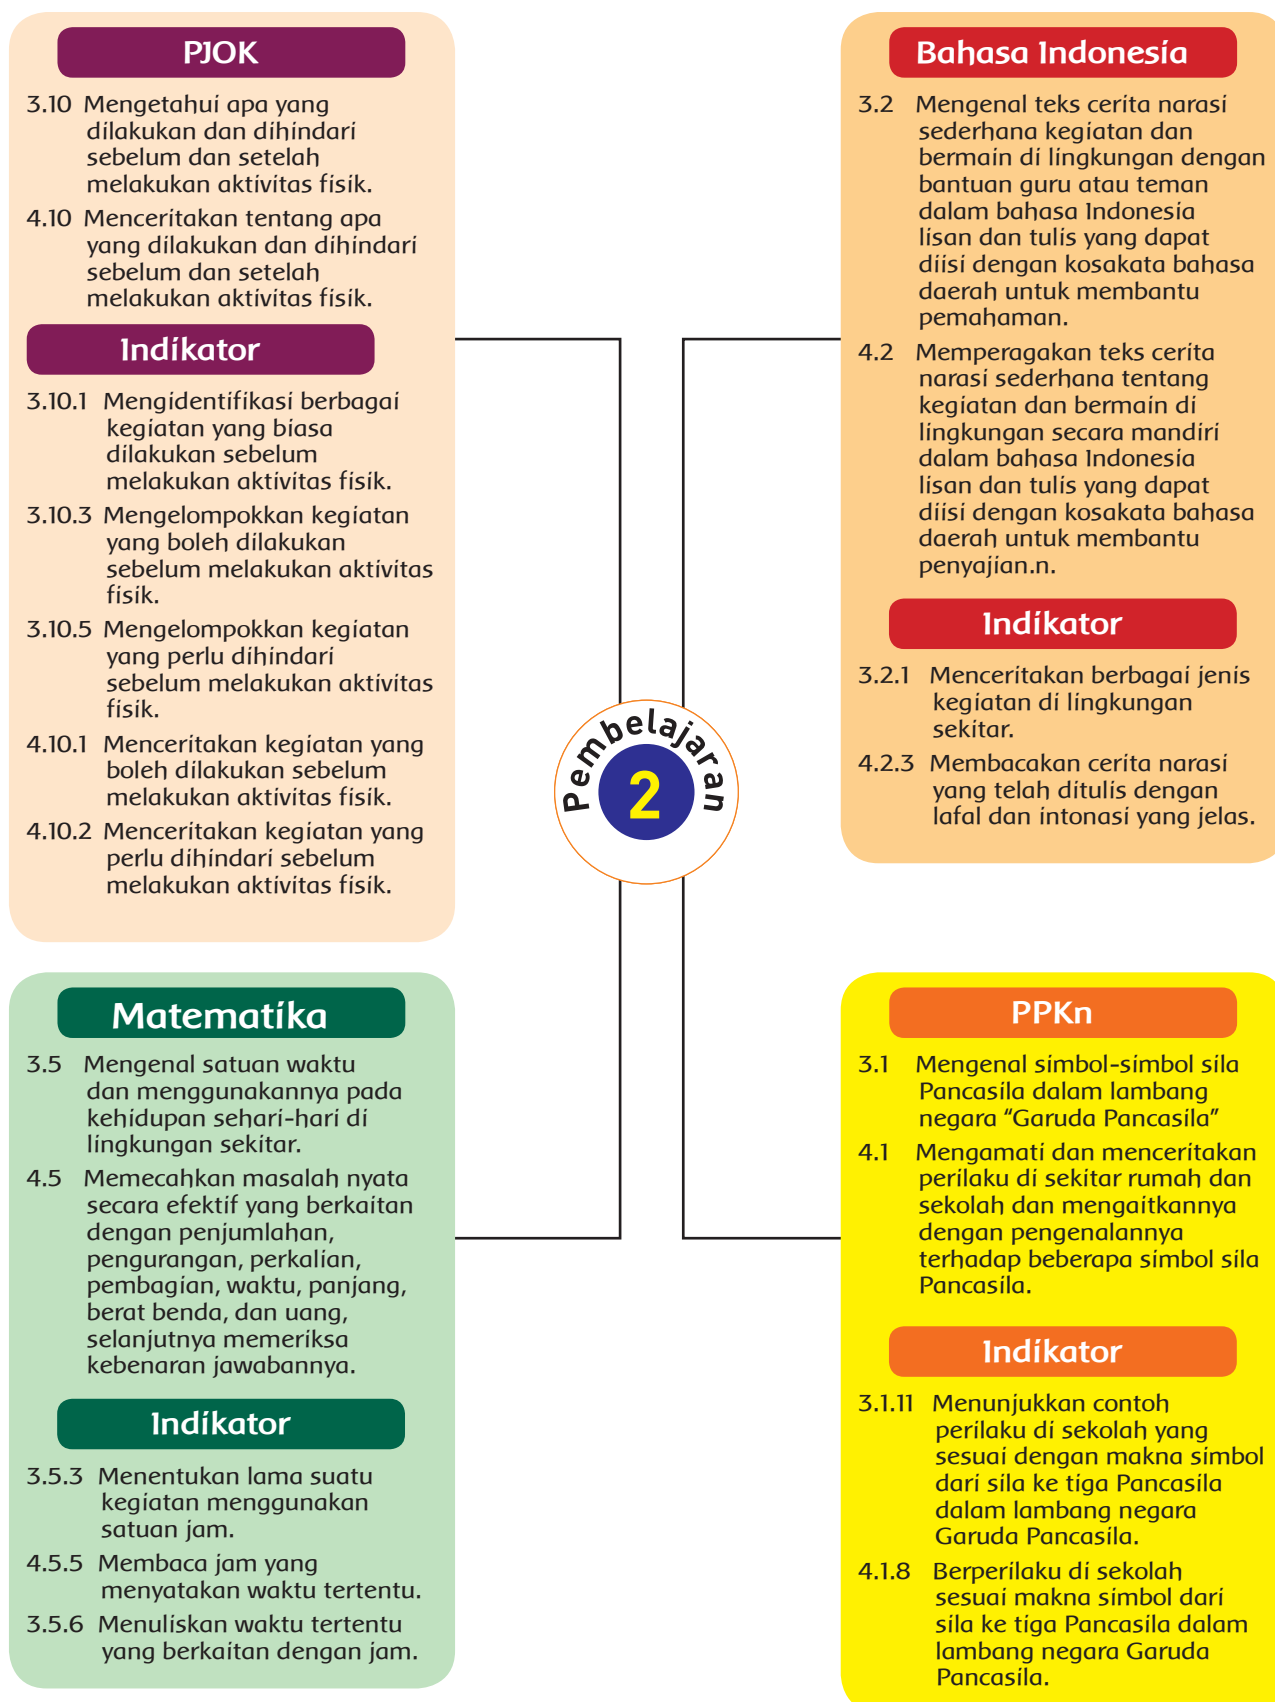 PJOK
3.10 Mengetahui apa yang
dilakukan dan dihindari
sebelum dan setelah
melakukan aktivitas fisik.
4.10 Menceritakan tentang apa
yang dilakukan dan dihindari
sebelum dan setelah
melakukan aktivitas fisik.
Indikator
3.10.1 Mengidentifikasi berbagai
kegiatan yang biasa
dilakukan sebelum
melakukan aktivitas fisik.
3.10.3 Mengelompokkan kegiatan
yang boleh dilakukan
sebelum melakukan aktivitas
fisik.
3.10.5 Mengelompokkan kegiatan
yang perlu dihindari
sebelum melakukan aktivitas
fisik.
4.10.1 Menceritakan kegiatan yang
boleh dilakukan sebelum
melakukan aktivitas fisik.
4.10.2 Menceritakan kegiatan yang
perlu dihindari sebelum
melakukan aktivitas fisik.
Bahasa Indonesia
3.2 Mengenal teks cerita narasi
sederhana kegiatan dan
bermain di lingkungan dengan
bantuan guru atau teman
dalam bahasa Indonesia
lisan dan tulis yang dapat
diisi dengan kosakata bahasa
daerah untuk membantu
pemahaman.
4.2 Memperagakan teks cerita
narasi sederhana tentang
kegiatan dan bermain di
lingkungan secara mandiri
dalam bahasa Indonesia
lisan dan tulis yang dapat
diisi dengan kosakata bahasa
daerah untuk membantu
penyajian.n.
Indikator
3.2.1 Menceritakan berbagai jenis
kegiatan di lingkungan
sekitar.
4.2.3 Membacakan cerita narasi
yang telah ditulis dengan
lafal dan intonasi yang jelas.
Pembelajaran
2
Matematika
3.5 Mengenal satuan waktu
dan menggunakannya pada
kehidupan sehari-hari di
lingkungan sekitar.
4.5 Memecahkan masalah nyata
secara efektif yang berkaitan
dengan penjumlahan,
pengurangan, perkalian,
pembagian, waktu, panjang,
berat benda, dan uang,
selanjutnya memeriksa
kebenaran jawabannya.
Indikator
3.5.3 Menentukan lama suatu
kegiatan menggunakan
satuan jam.
4.5.5 Membaca jam yang
menyatakan waktu tertentu.
3.5.6 Menuliskan waktu tertentu
yang berkaitan dengan jam.
PPKn
3.1 Mengenal simbol-simbol sila
Pancasila dalam lambang
negara “Garuda Pancasila”
4.1 Mengamati dan menceritakan
perilaku di sekitar rumah dan
sekolah dan mengaitkannya
dengan pengenalannya
terhadap beberapa simbol sila
Pancasila.
Indikator
3.1.11 Menunjukkan contoh
perilaku di sekolah yang
sesuai dengan makna simbol
dari sila ke tiga Pancasila
dalam lambang negara
Garuda Pancasila.
4.1.8 Berperilaku di sekolah
sesuai makna simbol dari
sila ke tiga Pancasila dalam
lambang negara Garuda
Pancasila.